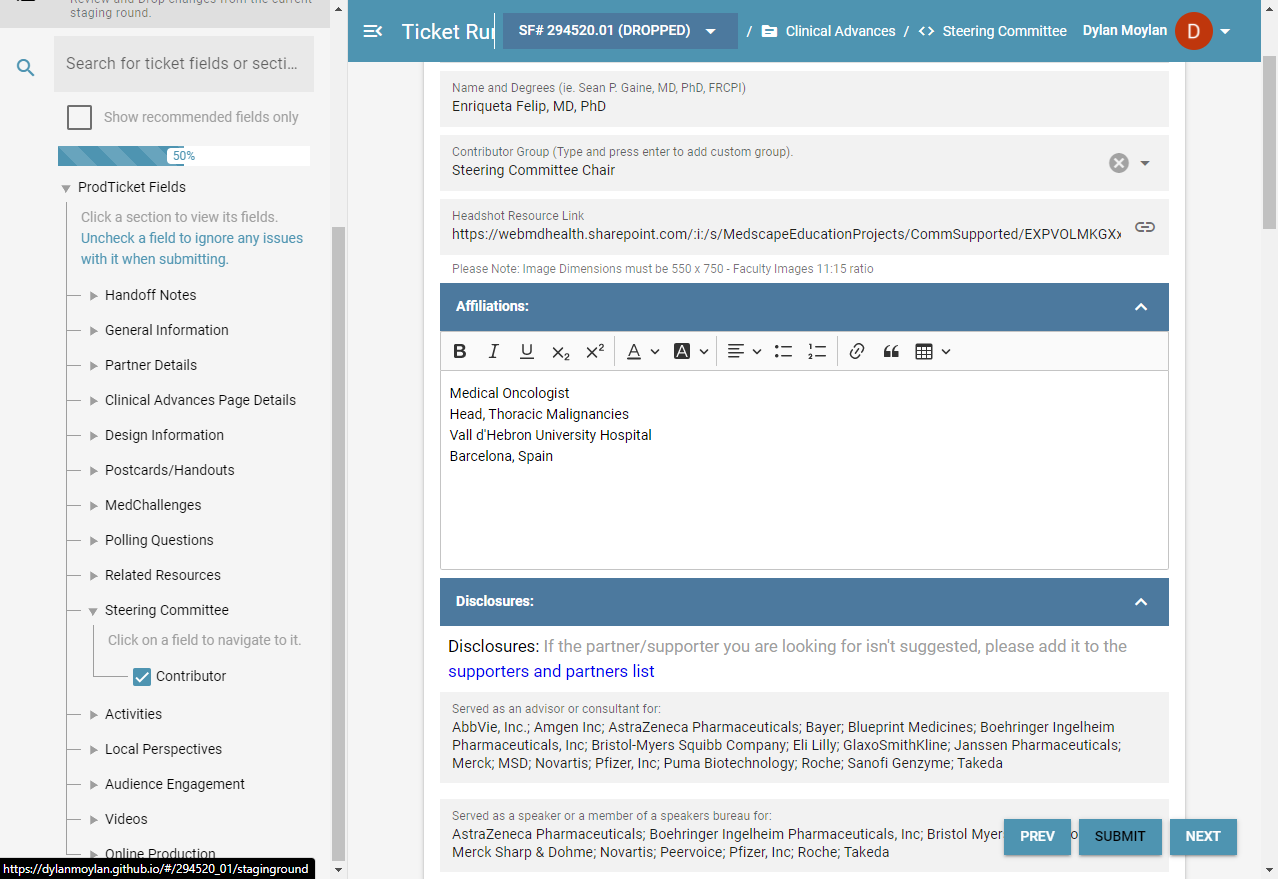 Review and Drop changes from the current
staging round.
Search for ticket fields or secti...
Show recommended fields only
50%
ProdTicket Fields
Click a section to view its fields.
Uncheck a field to ignore any issues
with it when submitting.
Handoff Notes
General Information
Partner Details
Clinical Advances Page Details
Design Information
Postcards/Handouts
MedChallenges
Polling Questions
Related Resources
Steering Committee
Click on a field to navigate to it.
Contributor
Activities
Local Perspectives
Audience Engagement
Videos
Online Production
https://dylanmoylan.github.io/#/294520_01/staginground
Ticket Run
SF# 294520.01 (DROPPED)
/ Clinical Advances / <> Steering Committee
Dylan Moylan
D
Name and Degrees (ie. Sean P. Gaine, MD, PhD, FRCPI)
Enriqueta Felip, MD, PhD
Contributor Group (Type and press enter to add custom group).
Steering Committee Chair
Headshot Resource Link
https://webmdhealth.sharepoint.com/:i:/s/MedscapeEducationProjects/CommSupported/EXPVOLMKGXx
Please Note: Image Dimensions must be 550 x 750 - Faculty Images 11:15 ratio
Affiliations:
Medical Oncologist
Head, Thoracic Malignancies
Vall d'Hebron University Hospital
Barcelona, Spain
Disclosures:
Disclosures: If the partner/supporter you are looking for isn't suggested, please add it to the
supporters and partners list
Served as an advisor or consultant for:
AbbVie, Inc.; Amgen Inc; AstraZeneca Pharmaceuticals; Bayer; Blueprint Medicines; Boehringer Ingelheim
Pharmaceuticals, Inc; Bristol-Myers Squibb Company; Eli Lilly; GlaxoSmithKline; Janssen Pharmaceuticals;
Merck; MSD; Novartis; Pfizer, Inc; Puma Biotechnology; Roche; Sanofi Genzyme; Takeda
Served as a speaker or a member of a speakers bureau for:
AstraZeneca Pharmaceuticals; Boehringer Ingelheim Pharmaceuticals, Inc; Bristol Myer
Merck Sharp & Dohme; Novartis; Peervoice; Pfizer, Inc; Roche; Takeda
PREV
SUBMIT
NEXT